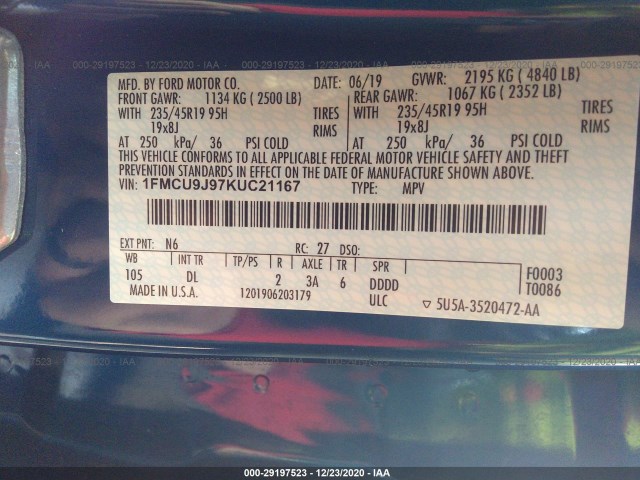 000-29197523 | 12/23/2020 | IAA
MFD. BY FORD MOTOR CO. DATE: 06/19 GVWR: 2195 KG ( 4840 LB)
FRONT GAWR: 1134 KG ( 2500 LB) REAR GAWR: 1067 KG ( 2352 LB)
WITH 235/45R19 95H TIRES WITH 235/45R19 95H TIRES
19x8J RIMS 19x8J RIMS
AT 250 kPa/ 36 PSI COLD AT 250 kPa/ 36 PSI COLD
THIS VEHICLE CONFORMS TO ALL APPLICABLE FEDERAL MOTOR VEHICLE SAFETY AND THEFT
PREVENTION STANDARDS IN EFFECT ON THE DATE OF MANUFACTURE SHOWN ABOVE.
VIN: 1FMCU9J97KUC21167 TYPE: MPV
EXT PNT: N6 RC: 27 DSO:
WB INT TR TP/PS R AXLE TR SPR F0003
105 DL 2 3A 6 DDDD T0086
MADE IN U.S.A. 1201906203179 ULC ▽ 5U5A-3520472-AA
000-29197523 | 12/23/2020 | IAA